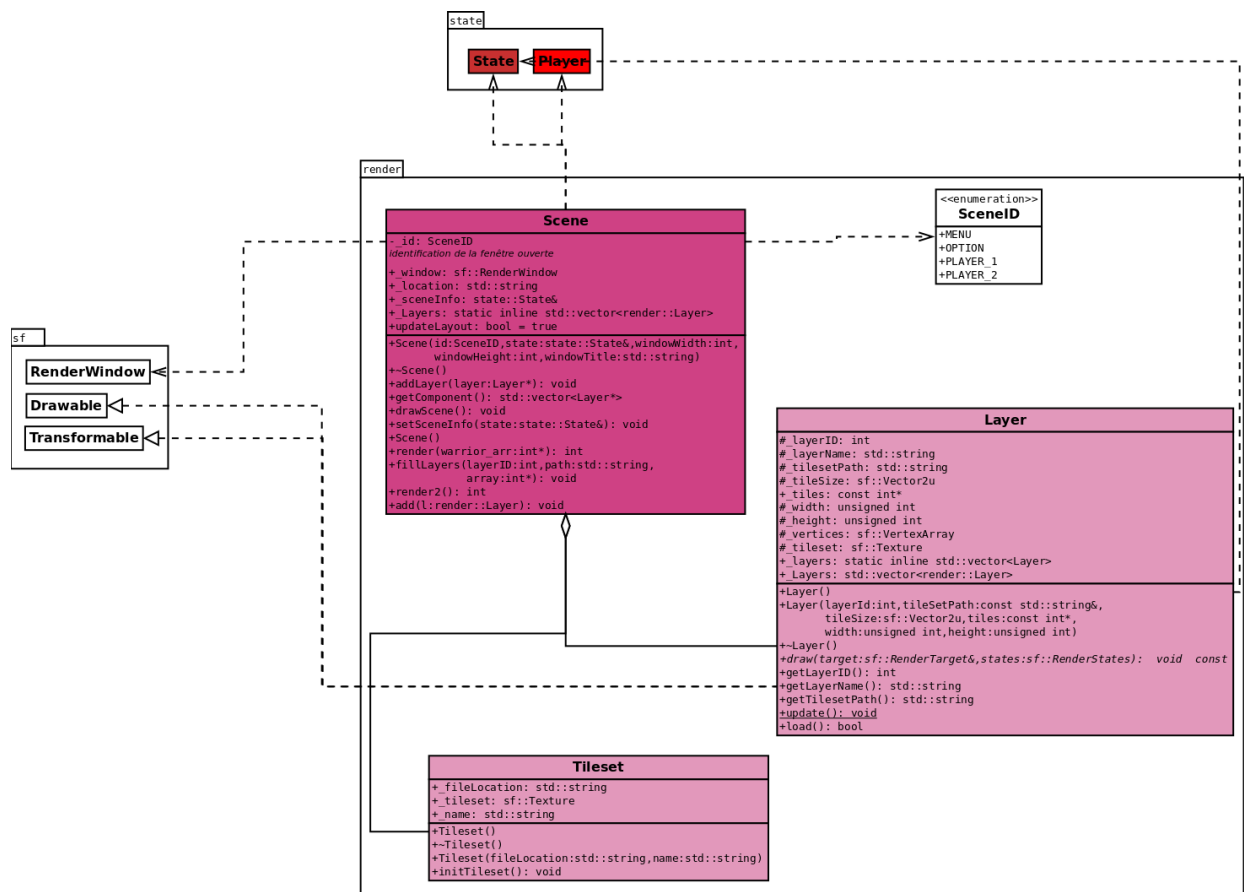 state
State
Player
render
Scene
-_id: SceneID
identification de la fenêtre ouverte
+_window: sf::RenderWindow
+_location: std::string
+_sceneInfo: state::State&
+_Layers: static inline std::vector<render::Layer>
+updateLayout: bool = true
+Scene(id:SceneID,state:state::State&,windowWidth:int,
windowHeight:int,windowTitle:std::string)
+~Scene()
+addLayer(layer:Layer*): void
+getComponent(): std::vector<Layer*>
+drawScene(): void
+setSceneInfo(state:state::State&): void
+Scene()
+render(warrior_arr:int*): int
+fillLayers(layerID:int,path:std::string,
array:int*): void
+render2(): int
+add(l:render::Layer): void
<<enumeration>>
SceneID
+MENU
+OPTION
+PLAYER_1
+PLAYER_2
sf
RenderWindow
Drawable
Transformable
Layer
#_layerID: int
#_layerName: std::string
#_tilesetPath: std::string
#_tileSize: sf::Vector2u
+_tiles: const int*
#_width: unsigned int
#_height: unsigned int
#_vertices: sf::VertexArray
#_tileset: sf::Texture
+_layers: static inline std::vector<Layer>
+_Layers: std::vector<render::Layer>
+Layer()
+Layer(layerId:int,tileSetPath:const std::string&,
tileSize:sf::Vector2u,tiles:const int*,
width:unsigned int,height:unsigned int)
+~Layer()
+draw(target:sf::RenderTarget&,states:sf::RenderStates): void const
+getLayerID(): int
+getLayerName(): std::string
+getTilesetPath(): std::string
+update(): void
+load(): bool
Tileset
+_fileLocation: std::string
+_tileset: sf::Texture
+_name: std::string
+Tileset()
+~Tileset()
+Tileset(fileLocation:std::string,name:std::string)
+initTileset(): void